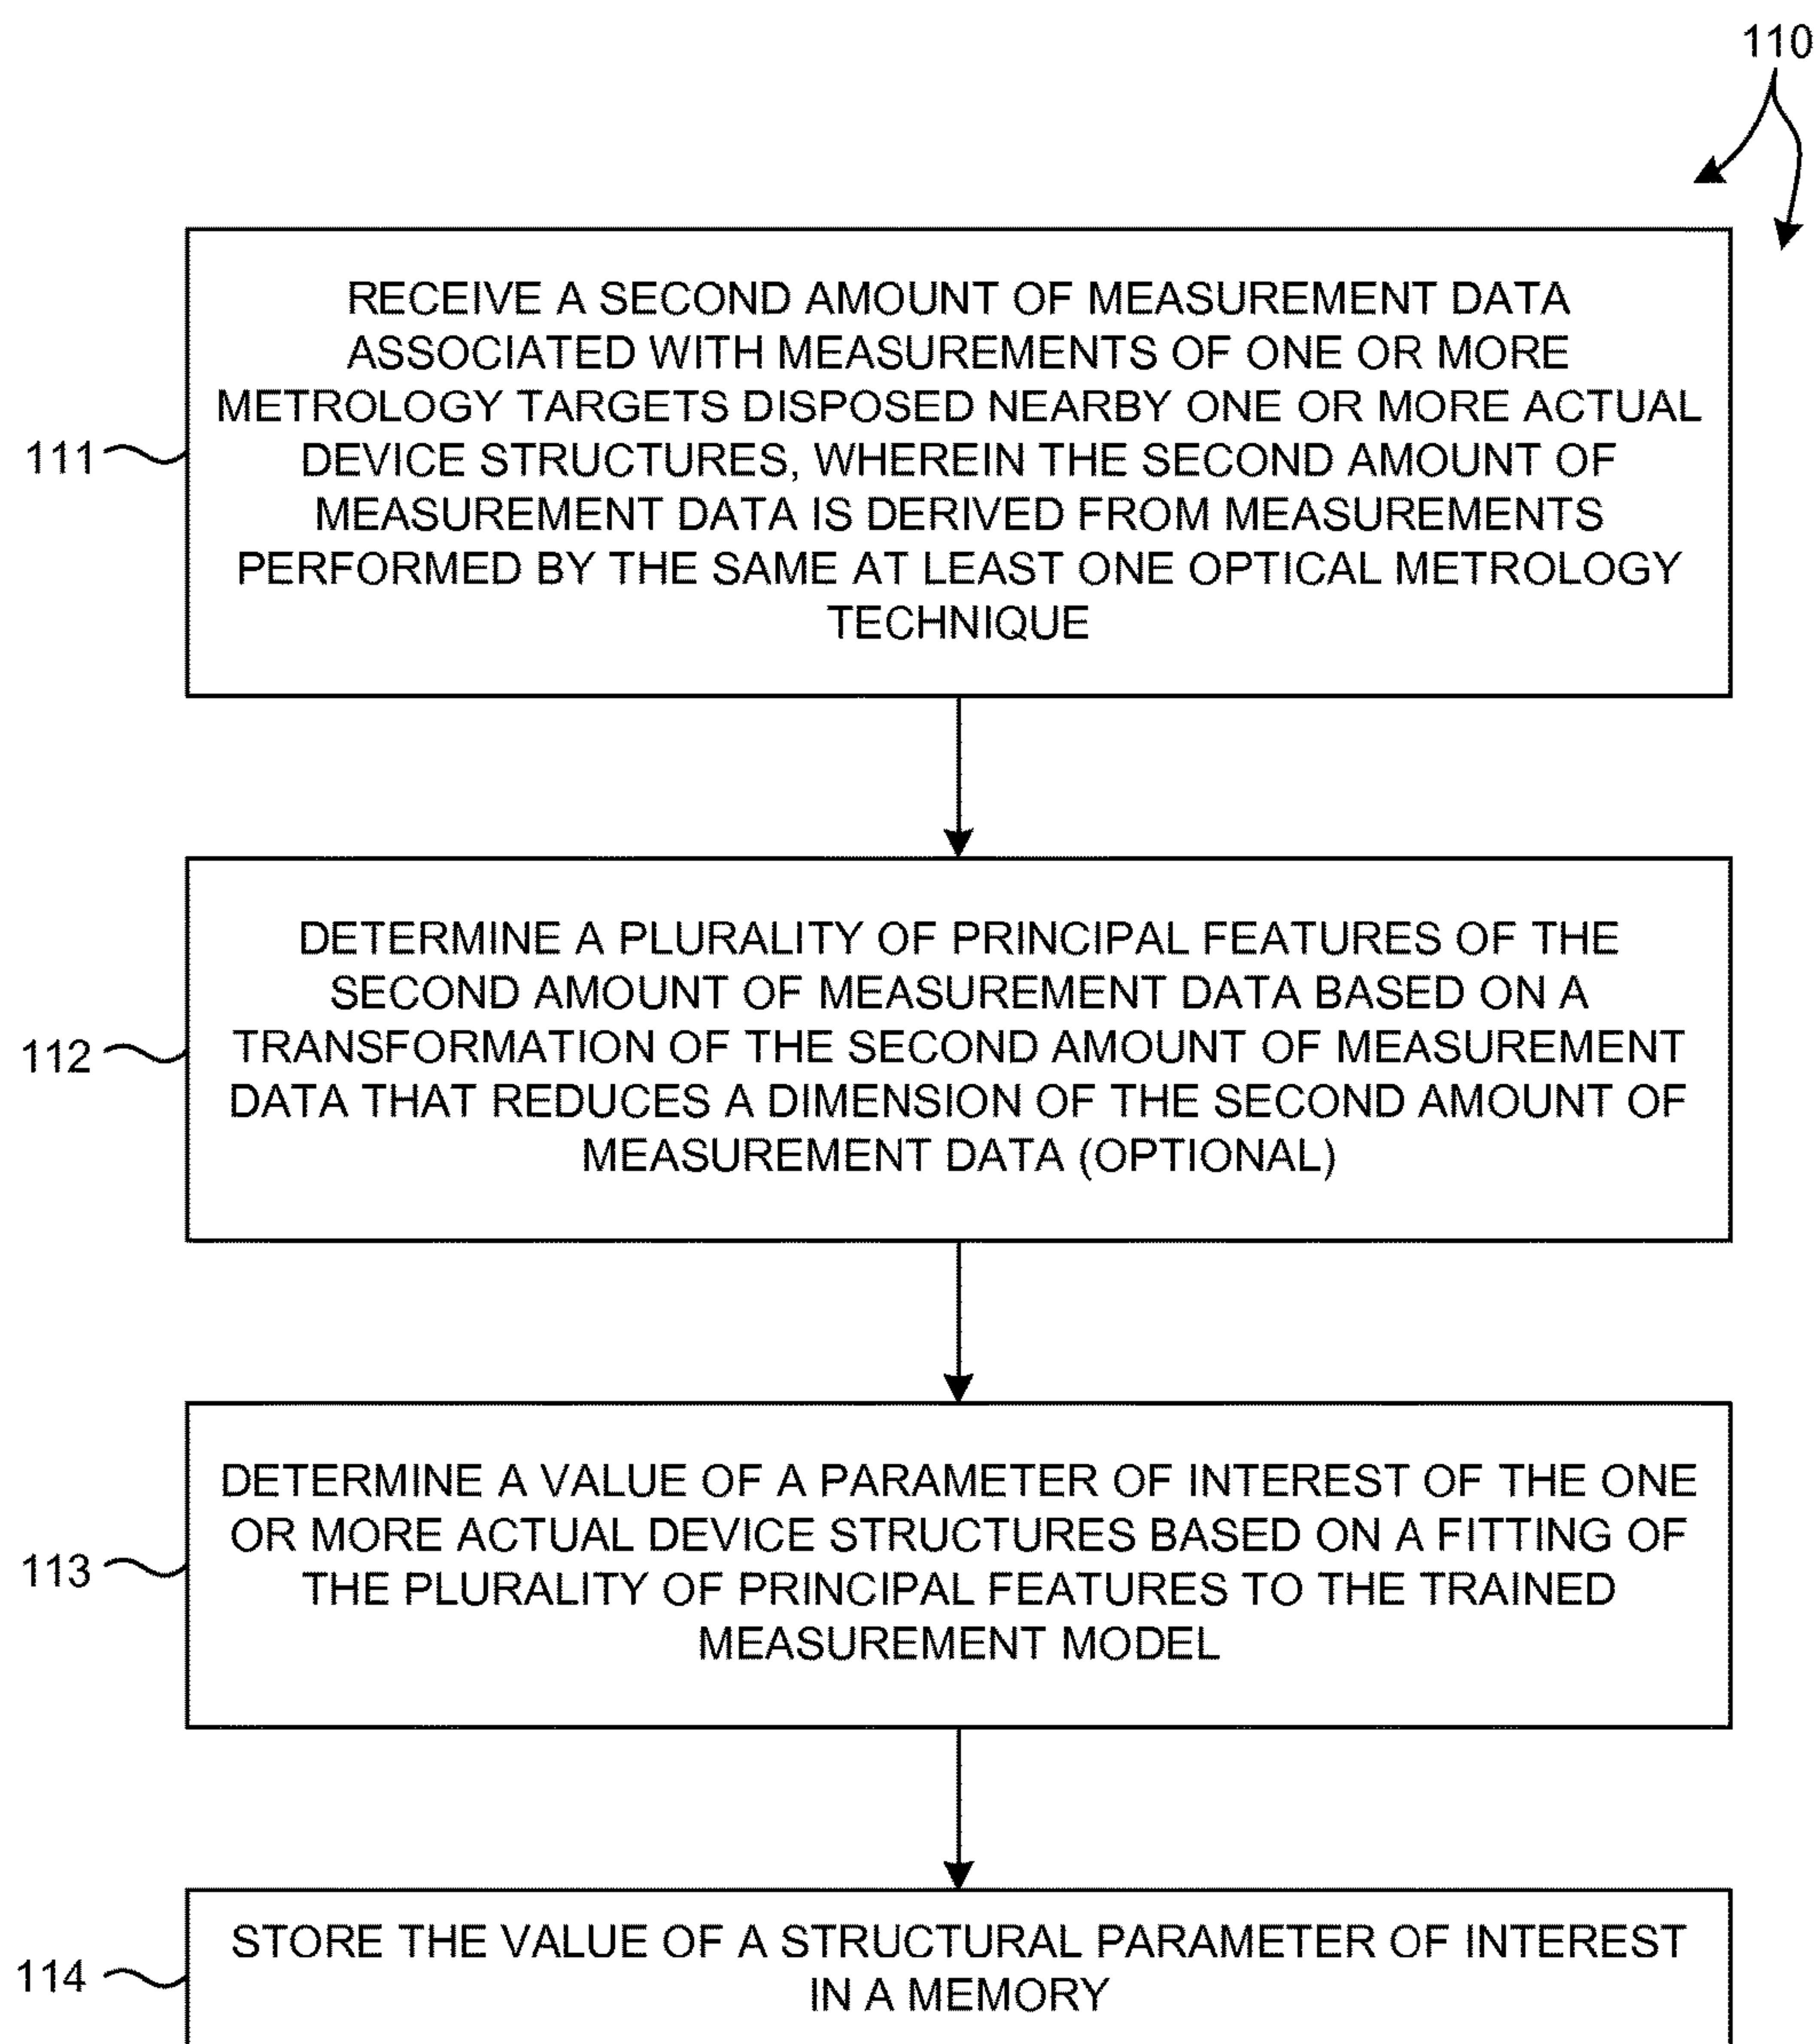 110
RECEIVE A SECOND AMOUNT OF MEASUREMENT DATA
ASSOCIATED WITH MEASUREMENTS OF ONE OR MORE
METROLOGY TARGETS DISPOSED NEARBY ONE OR MORE ACTUAL
DEVICE STRUCTURES, WHEREIN THE SECOND AMOUNT OF
MEASUREMENT DATA IS DERIVED FROM MEASUREMENTS
PERFORMED BY THE SAME AT LEAST ONE OPTICAL METROLOGY
TECHNIQUE
111
DETERMINE A PLURALITY OF PRINCIPAL FEATURES OF THE
SECOND AMOUNT OF MEASUREMENT DATA BASED ON A
TRANSFORMATION OF THE SECOND AMOUNT OF MEASUREMENT
DATA THAT REDUCES A DIMENSION OF THE SECOND AMOUNT OF
MEASUREMENT DATA (OPTIONAL)
112
DETERMINE A VALUE OF A PARAMETER OF INTEREST OF THE ONE
OR MORE ACTUAL DEVICE STRUCTURES BASED ON A FITTING OF
THE PLURALITY OF PRINCIPAL FEATURES TO THE TRAINED
MEASUREMENT MODEL
113
STORE THE VALUE OF A STRUCTURAL PARAMETER OF INTEREST
IN A MEMORY
114